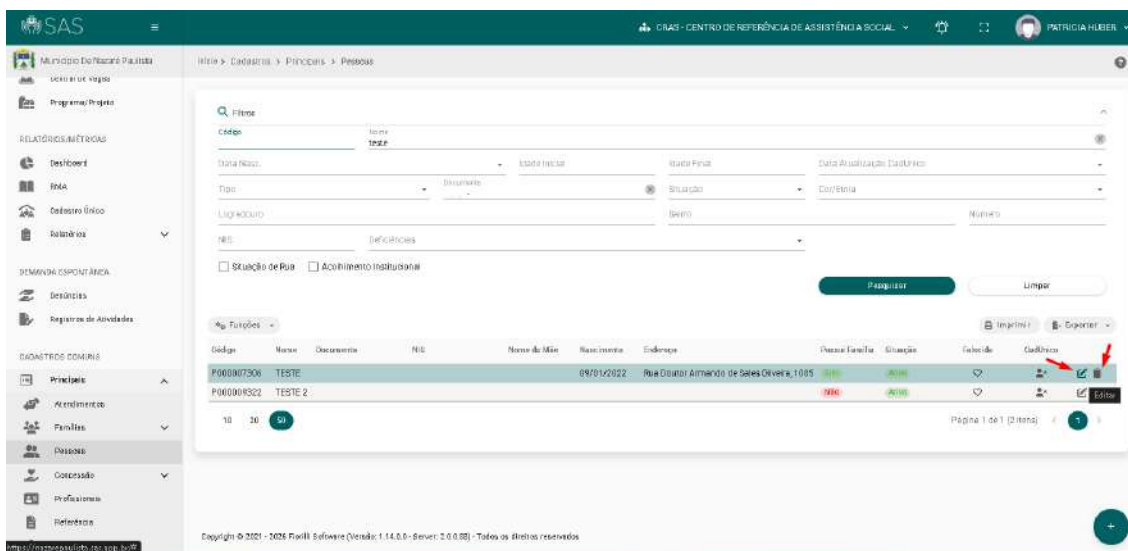 SAS
CRAS - CENTRO DE REFERÊNCIA DE ASSISTÊNCIA SOCIAL
PATRICIA HUBER
Município De Nazaré Paulista
Início > Cadastros > Principais > Pessoas
Central de Vagas
Programa/Projeto
RELATÓRIOS/MÉTRICAS
Dashboard
RMA
Cadastro Único
Relatórios
DEMANDA ESPONTÂNEA
Denúncias
Registros de Atividades
CADASTROS COMUNS
Principais
Atendimentos
Famílias
Pessoas
Concessão
Profissionais
Referência
Filtros
Código Nome
teste
Data Nasc. Idade Inicial Idade Final Data Atualização CadÚnico
Tipo Documento Situação Cor/Etnia
Logradouro Bairro Número
NIS Deficiências
Situação de Rua Acolhimento Institucional
Pesquisar Limpar
Funções Imprimir Exportar
Código Nome Documento NIS Nome da Mãe Nascimento Endereço Possui Família Situação Falecido CadÚnico
P000007306 TESTE 09/01/2022 Rua Doutor Armando de Sales Oliveira, 1085 Sim Ativo
P000009322 TESTE 2 Não Ativo
Editar
10 20 50 Página 1 de 1 (2 itens) 1
Copyright © 2021 - 2026 Fiorilli Software (Versão: 1.14.0.0 - Server: 2.0.0.88) - Todos os direitos reservados